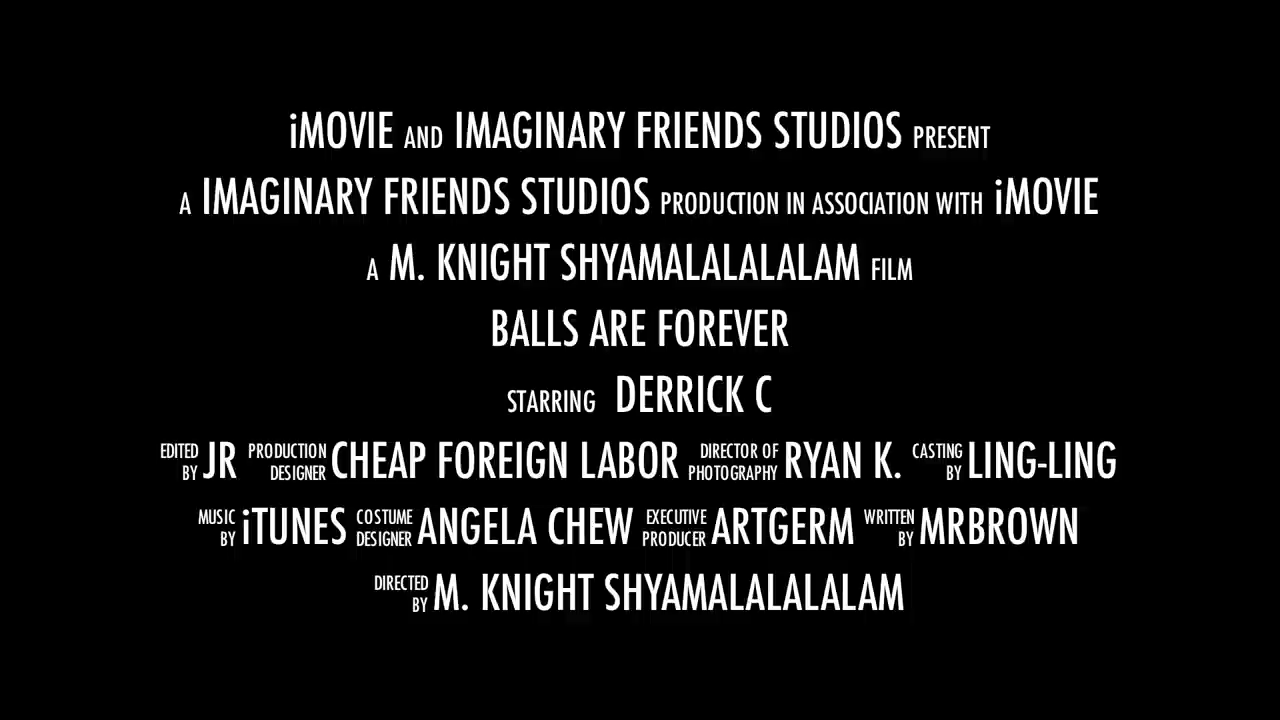 iMOVIE AND IMAGINARY FRIENDS STUDIOS PRESENT
A IMAGINARY FRIENDS STUDIOS PRODUCTION IN ASSOCIATION WITH iMOVIE
A M. KNIGHT SHYAMALALALALAM FILM
BALLS ARE FOREVER
STARRING DERRICK C
EDITED BY JR PRODUCTION DESIGNER CHEAP FOREIGN LABOR DIRECTOR OF PHOTOGRAPHY RYAN K. CASTING BY LING-LING
MUSIC BY iTUNES COSTUME DESIGNER ANGELA CHEW EXECUTIVE PRODUCER ARTGERM WRITTEN BY MRBROWN
DIRECTED BY M. KNIGHT SHYAMALALALALAM